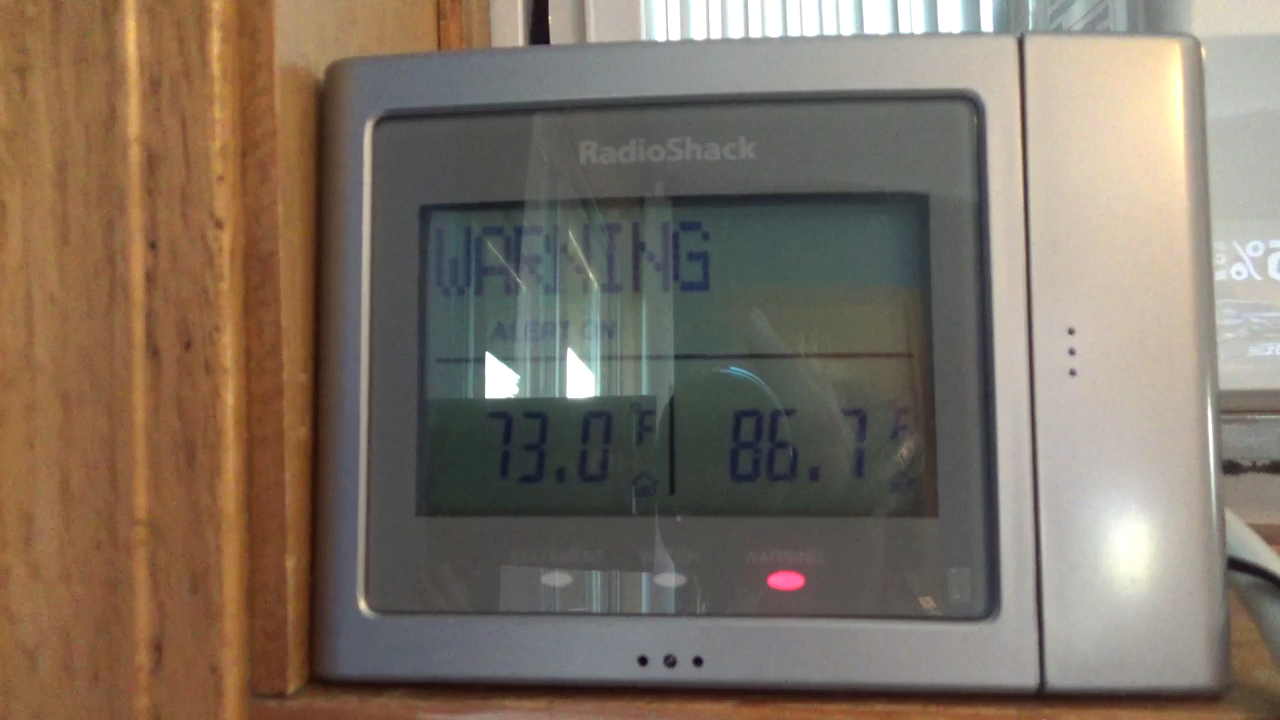 RadioShack
WARNING
ALERT ON
73.0 °F 86.7 °F
STATEMENT WATCH WARNING